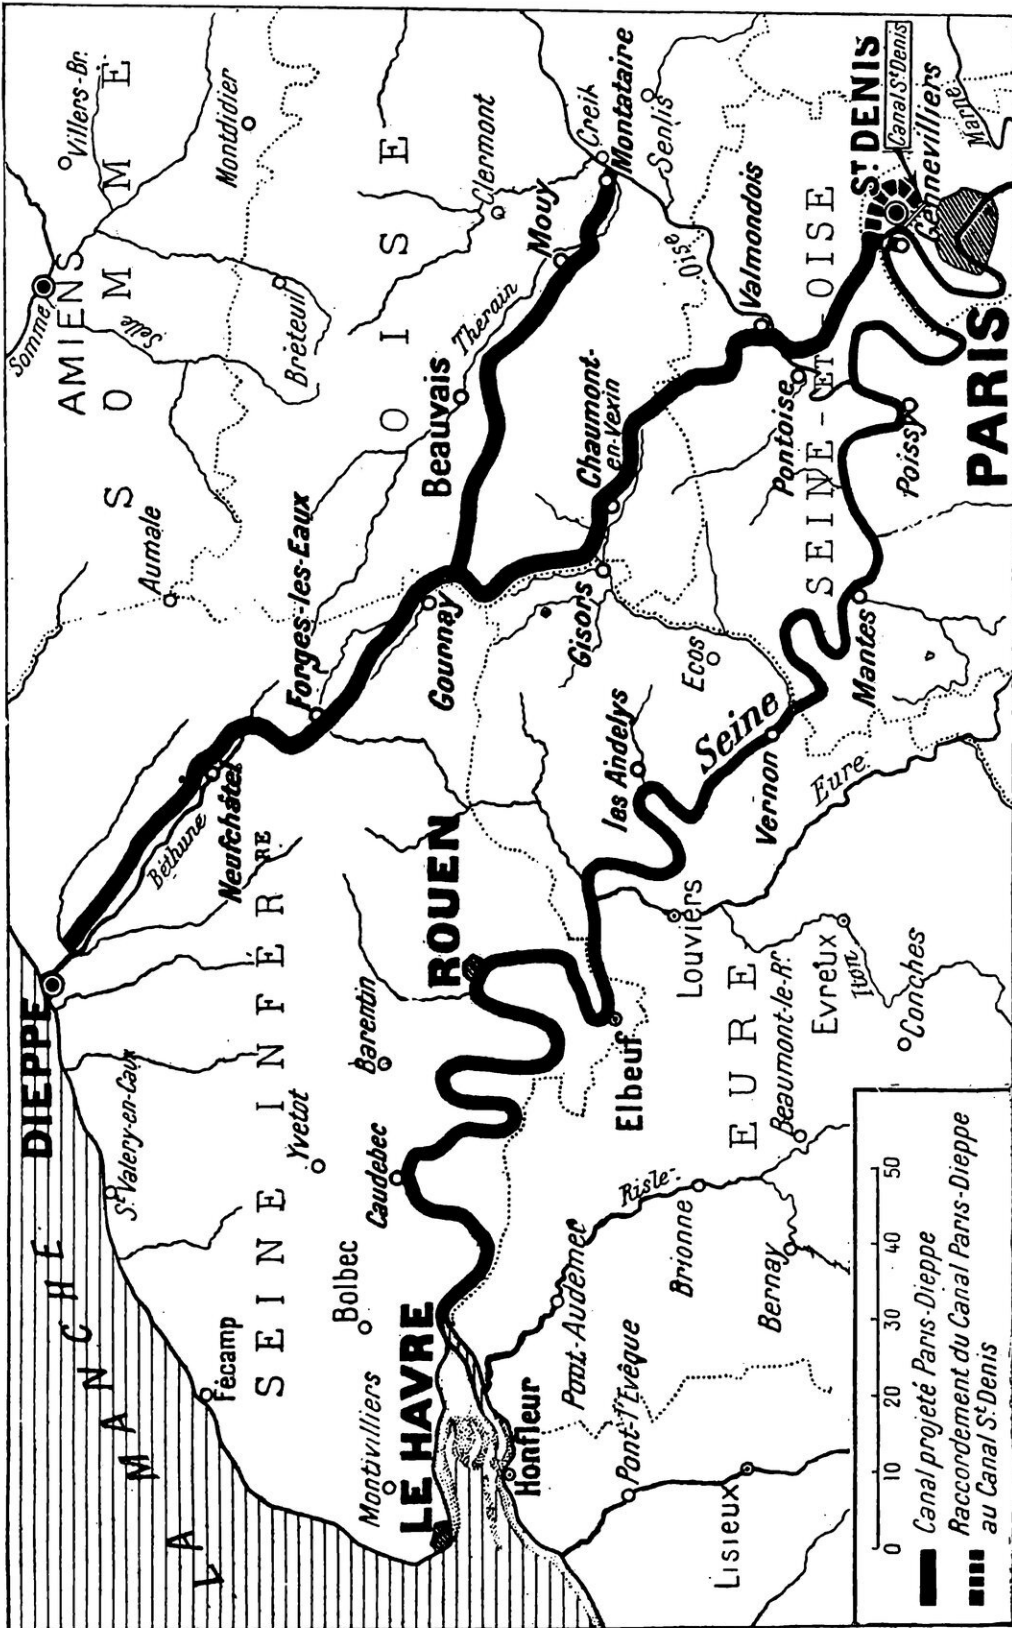 LA MANCHE
DIEPPE
St Valery-en-Caux
Fécamp
Yvetot
Bolbec
Montivilliers
LE HAVRE
Honfleur
Caudebec
Barentin
ROUEN
SEINE INFERRE
Bethune
Neufchâtel
Forges-les-Eaux
Aumale
AMIENS
Somme
SOMME
Selle
Villers-Br.
Montdidier
Breteuil
OISE
Clermont
Creil
Montataire
Senlis
Mouy
Therain
Beauvais
Gournay
Gisors
Chaumont-
en-Vexin
Oise
Valmondois
Pontoise
SEINE-ET-OISE
ST DENIS
Canal St Denis
Genevilliers
Marne
PARIS
Poissy
Mantes
Ecos
les Andelys
Seine
Vernon
Eure
Louviers
Elbeuf
EURE
Evreux
Iton
Conches
Beaumont-le-Rr.
Risle
Brionne
Bernay
Pont-Audemer
Pont-l'Evêque
Lisieux
0 10 20 30 40 50
Canal projeté Paris-Dieppe
Raccordement du Canal Paris-Dieppe
au Canal St Denis